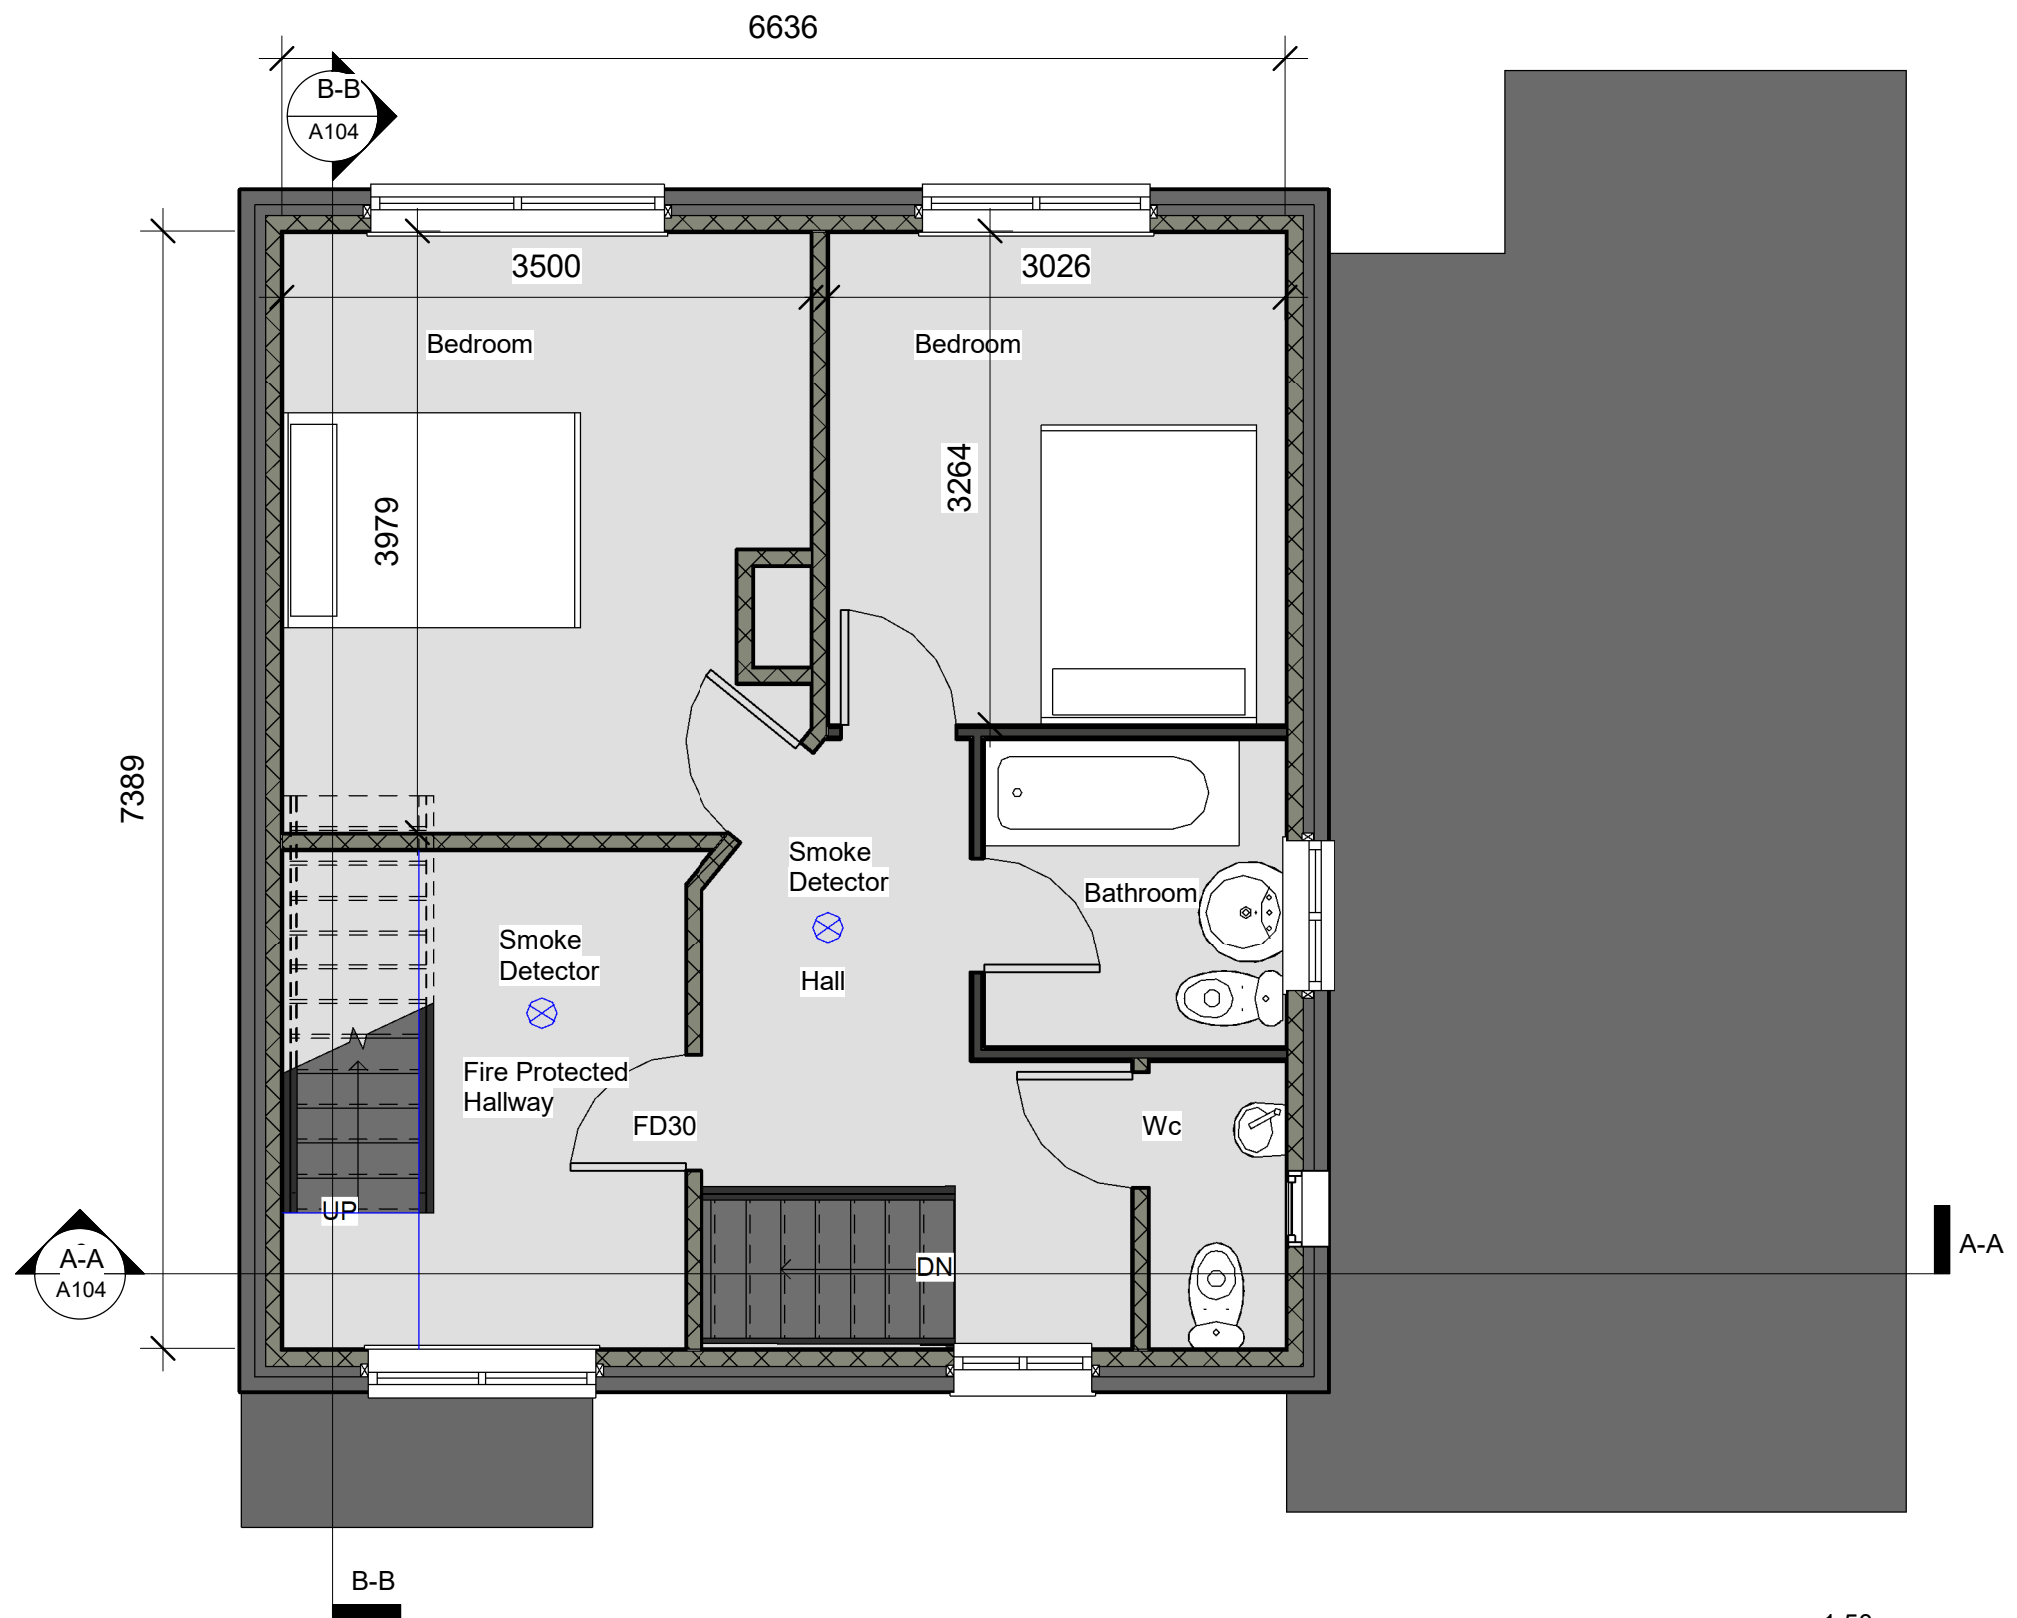 6636
B-B
A104
3500
3026
Bedroom
Bedroom
3264
3979
7389
Smoke
Detector
Bathroom
Smoke
Detector
Hall
Fire Protected
Hallway
FD30
Wc
UP
DN
A-A
A104
A-A
B-B